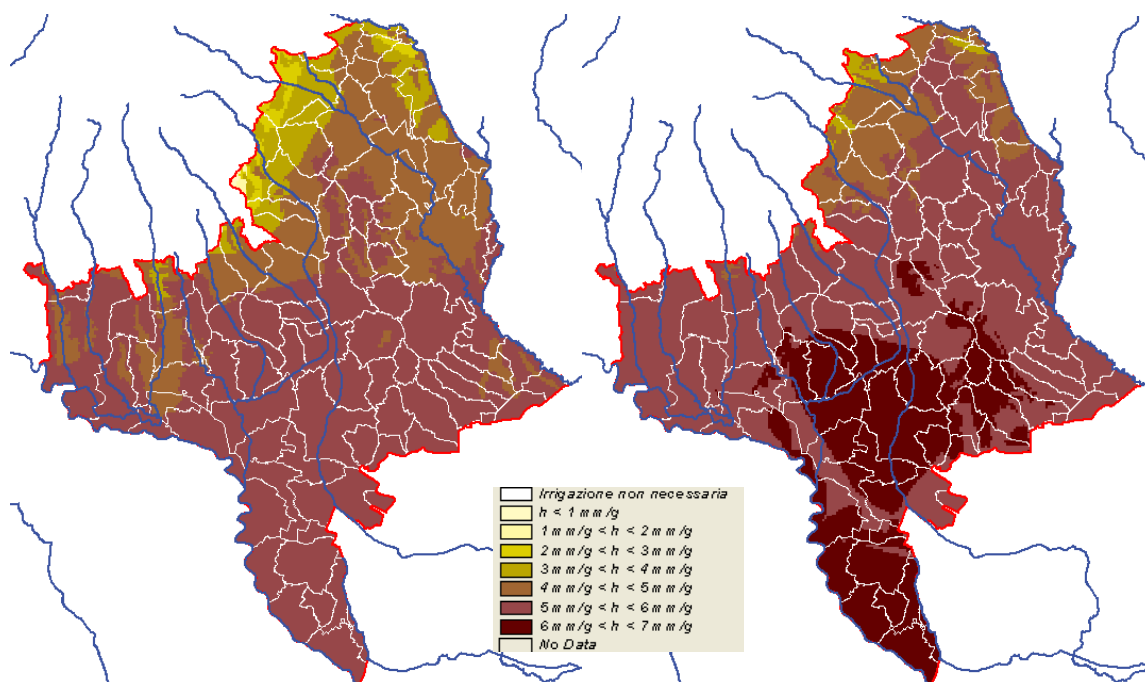 Irrigazione non necessaria
h < 1 mm/g
1 mm/g < h < 2 mm/g
2 mm/g < h < 3 mm/g
3 mm/g < h < 4 mm/g
4 mm/g < h < 5 mm/g
5 mm/g < h < 6 mm/g
6 mm/g < h < 7 mm/g
No Data